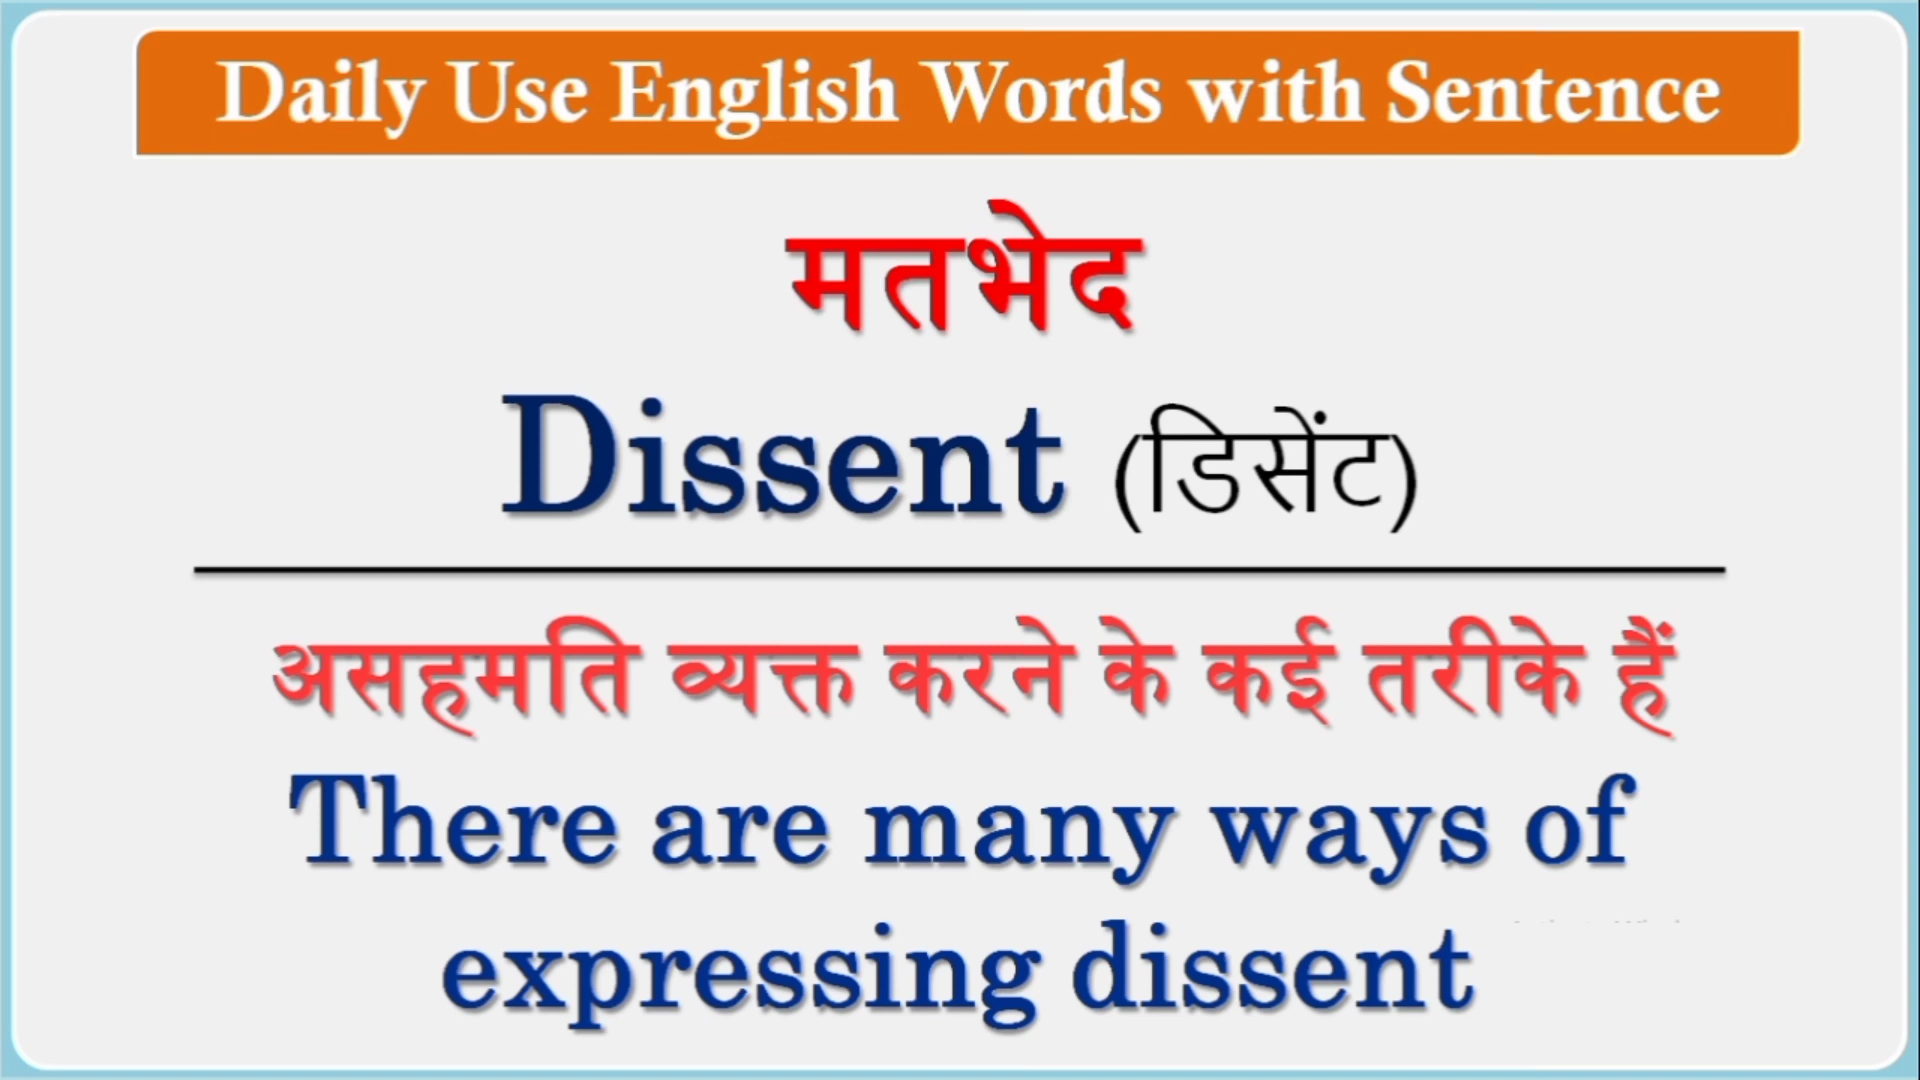 Daily Use English Words with Sentence
मतभेद
Dissent (डिसेंट)
असहमति व्यक्त करने के कई तरीके हैं
There are many ways of
expressing dissent